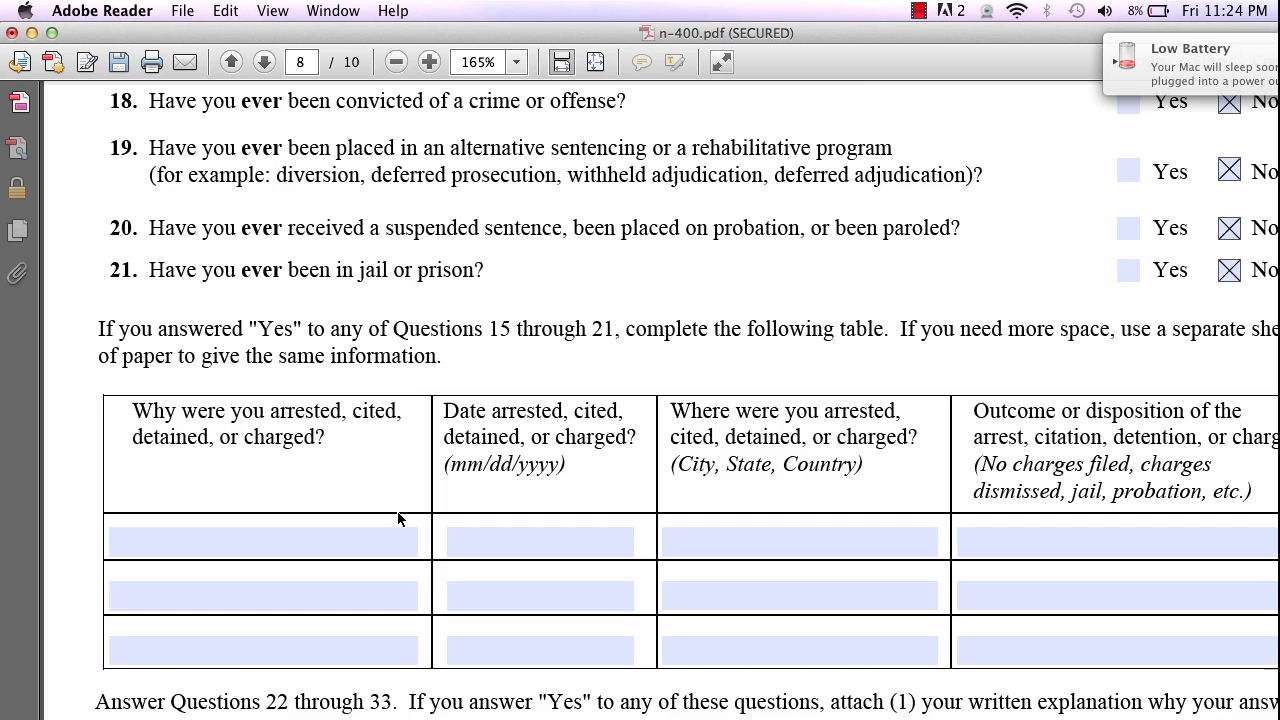 Adobe Reader File Edit View Window Help 2 8% Fri 11:24 PM
n-400.pdf (SECURED)
8 / 10 165%
Low Battery
Your Mac will sleep soon
plugged into a power ou
18. Have you ever been convicted of a crime or offense? Yes No
19. Have you ever been placed in an alternative sentencing or a rehabilitative program
(for example: diversion, deferred prosecution, withheld adjudication, deferred adjudication)? Yes No
20. Have you ever received a suspended sentence, been placed on probation, or been paroled? Yes No
21. Have you ever been in jail or prison? Yes No
If you answered "Yes" to any of Questions 15 through 21, complete the following table. If you need more space, use a separate she
of paper to give the same information.
Why were you arrested, cited,
detained, or charged?
Date arrested, cited,
detained, or charged?
(mm/dd/yyyy)
Where were you arrested,
cited, detained, or charged?
(City, State, Country)
Outcome or disposition of the
arrest, citation, detention, or charg
(No charges filed, charges
dismissed, jail, probation, etc.)
Answer Questions 22 through 33. If you answer "Yes" to any of these questions, attach (1) your written explanation why your answ